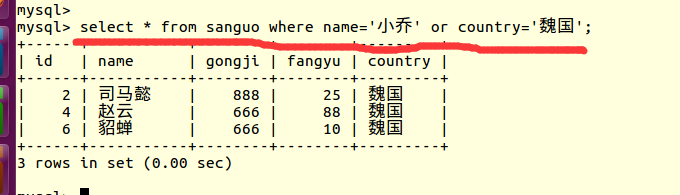 mysql>
mysql> select * from sanguo where name='小乔' or country='魏国';
+------+-----------+--------+--------+---------+
| id | name | gongji | fangyu | country |
+------+-----------+--------+--------+---------+
| 2 | 司马懿 | 888 | 25 | 魏国 |
| 4 | 赵云 | 666 | 88 | 魏国 |
| 6 | 貂蝉 | 666 | 10 | 魏国 |
+------+-----------+--------+--------+---------+
3 rows in set (0.00 sec)
mysql>